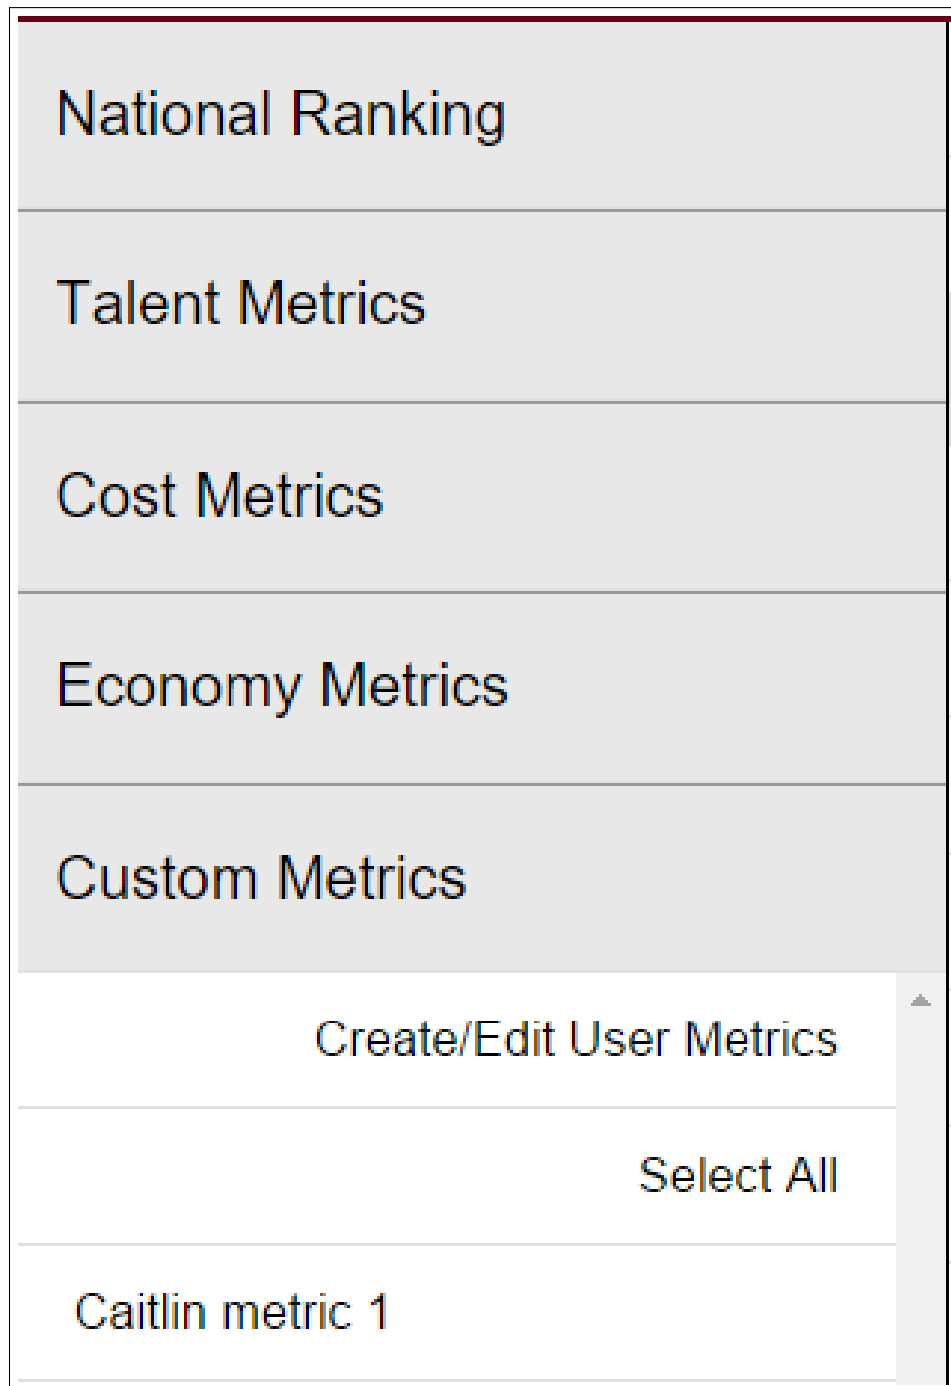 National Ranking
Talent Metrics
Cost Metrics
Economy Metrics
Custom Metrics
Create/Edit User Metrics
Select All
Caitlin metric 1